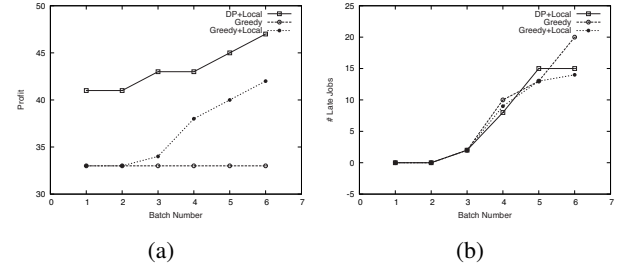 50
45
40
35
30
Profit
DP+Local
Greedy
Greedy+Local
0 1 2 3 4 5 6 7
Batch Number
(a)
25
20
15
10
5
0
-5
# Late Jobs
DP+Local
Greedy
Greedy+Local
0 1 2 3 4 5 6 7
Batch Number
(b)